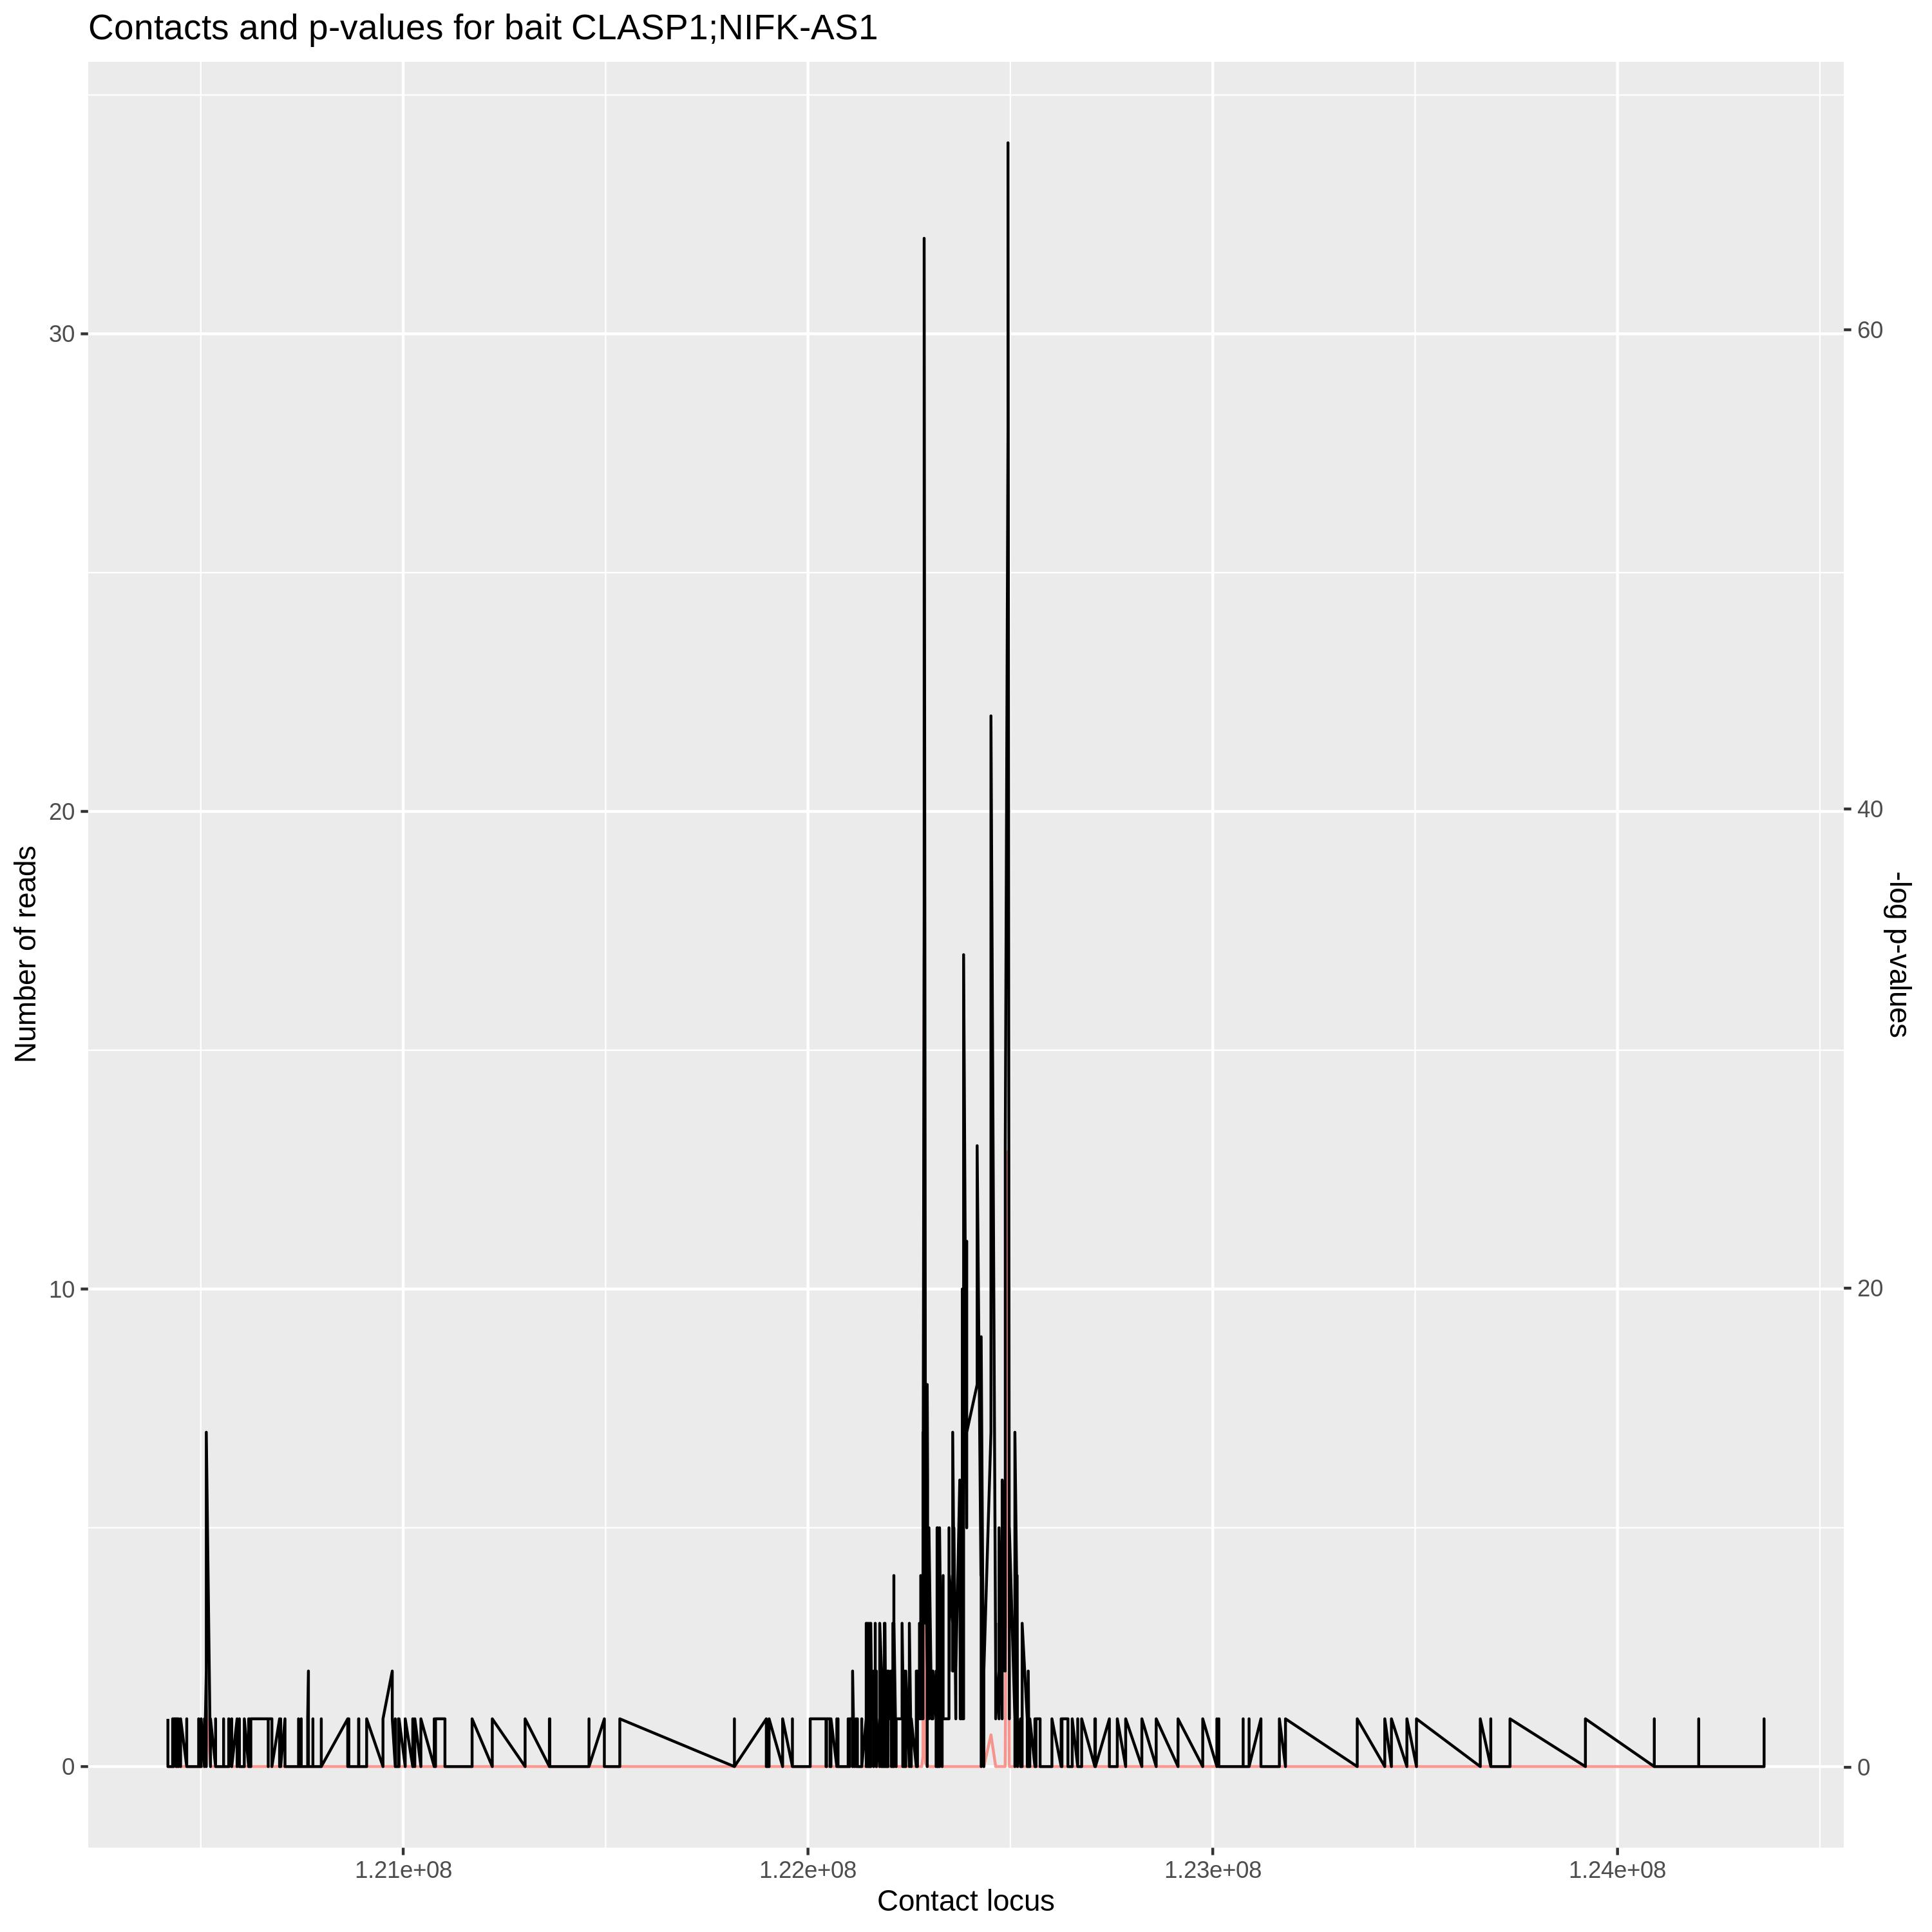 Contacts and p-values for bait CLASP1;NIFK-AS1
30
20
10
0
Number of reads
60
40
20
0
-log p-values
1.21e+08 1.22e+08 1.23e+08 1.24e+08
Contact locus